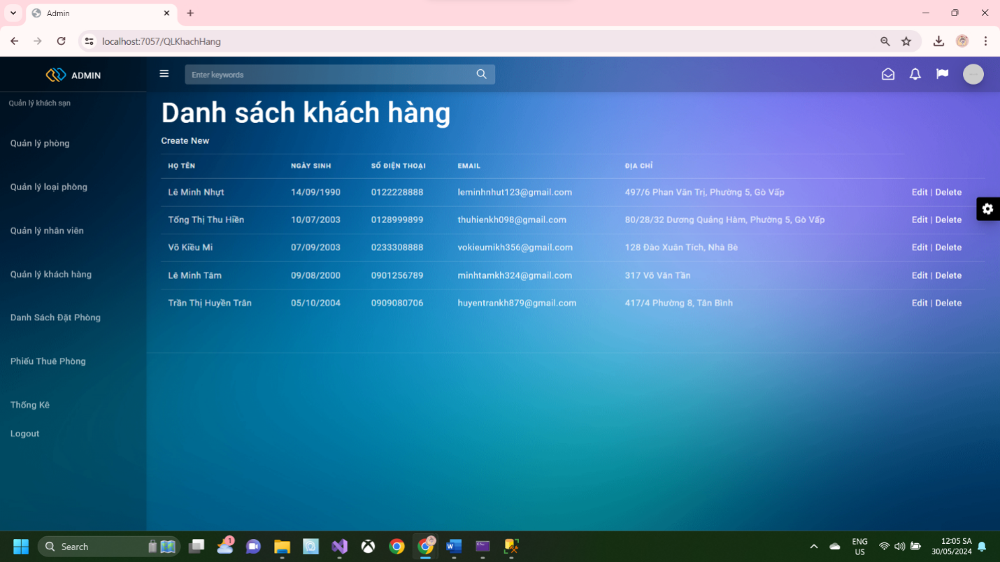 Admin
localhost:7057/QLKhachHang
ADMIN
Enter keywords
Quản lý khách sạn
Quản lý phòng
Quản lý loại phòng
Quản lý nhân viên
Quản lý khách hàng
Danh Sách Đặt Phòng
Phiếu Thuê Phòng
Thống Kê
Logout
Danh sách khách hàng
Create New
HỌ TÊN NGÀY SINH SỐ ĐIỆN THOẠI EMAIL ĐỊA CHỈ
Lê Minh Nhựt 14/09/1990 0122228888 leminhnhut123@gmail.com 497/6 Phan Văn Trị, Phường 5, Gò Vấp Edit | Delete
Tống Thị Thu Hiền 10/07/2003 0128999899 thuhienkh098@gmail.com 80/28/32 Dương Quảng Hàm, Phường 5, Gò Vấp Edit | Delete
Võ Kiều Mi 07/09/2003 0233308888 vokieumikh356@gmail.com 128 Đào Xuân Tích, Nhà Bè Edit | Delete
Lê Minh Tâm 09/08/2000 0901256789 minhtamkh324@gmail.com 317 Võ Văn Tần Edit | Delete
Trần Thị Huyền Trân 05/10/2004 0909080706 huyentrankh879@gmail.com 417/4 Phường 8, Tân Bình Edit | Delete
Search
1
ENG
US
12:05 SA
30/05/2024